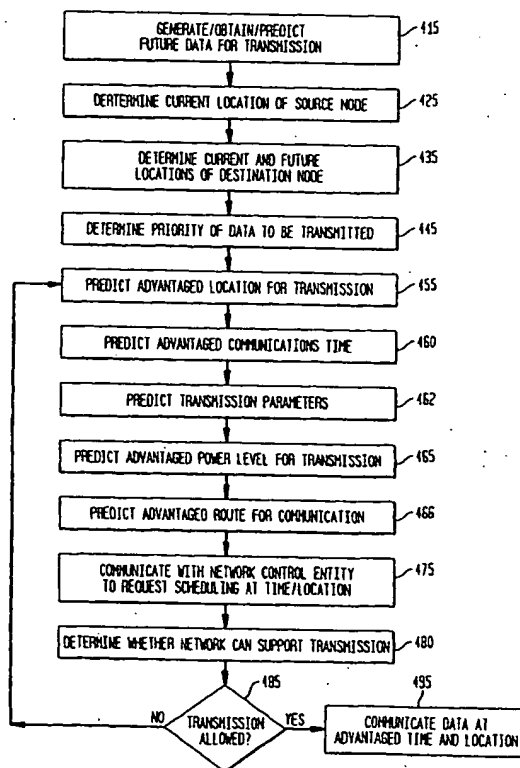 GENERATE/OBTAIN/PREDICT
FUTURE DATA FOR TRANSMISSION
415
DERTERMINE CURRENT LOCATION OF SOURCE NODE
425
DETERMINE CURRENT AND FUTURE
LOCATIONS OF DESTINATION NODE
435
DETERMINE PRIORITY OF DATA TO BE TRANSMITTED
445
PREDICT ADVANTAGED LOCATION FOR TRANSMISSION
455
PREDICT ADVANTAGED COMMUNICATIONS TIME
460
PREDICT TRANSMISSION PARAMETERS
462
PREDICT ADVANTAGED POWER LEVEL FOR TRANSMISSION
465
PREDICT ADVANTAGED ROUTE FOR COMMUNICATION
466
COMMUNICATE WITH NETWORK CONTROL ENTITY
TO REQUEST SCHEDULING AT TIME/LOCATION
475
DETERMINE WHETHER NETWORK CAN SUPPORT TRANSMISSION
480
485
NO
TRANSMISSION
ALLOWED?
YES
495
COMMUNICATE DATA AT
ADVANTAGED TIME AND LOCATION